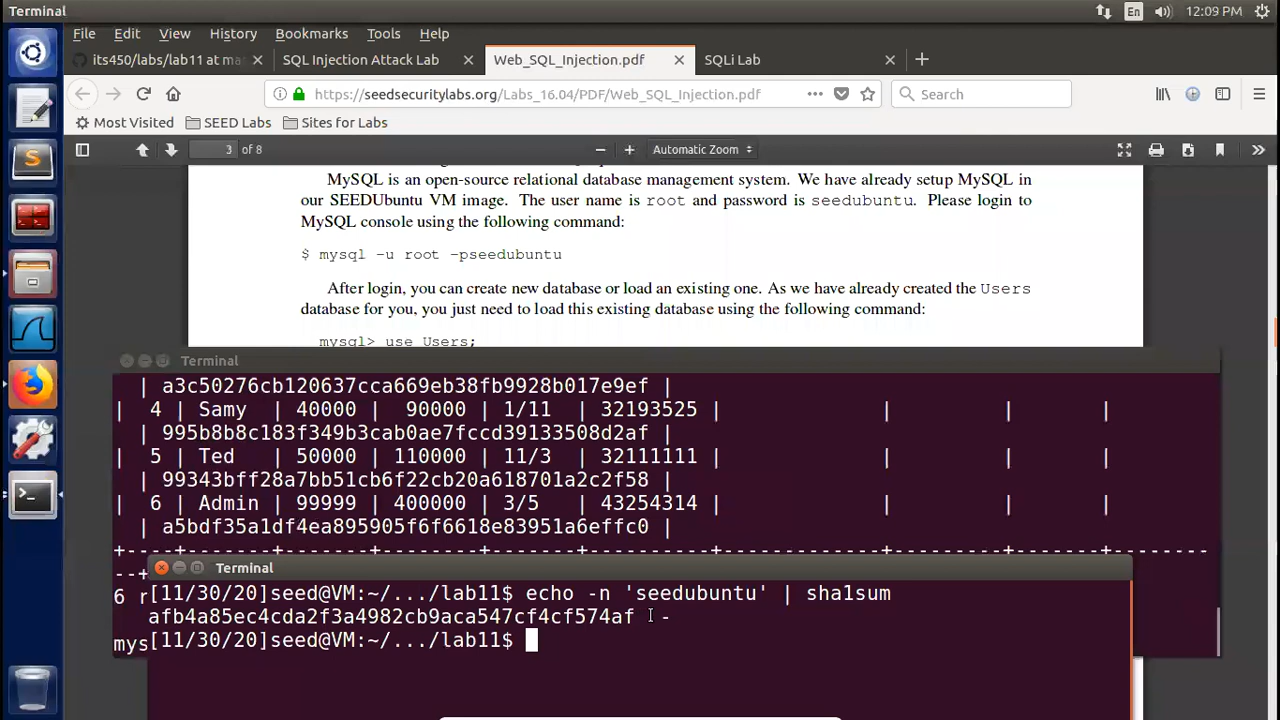 Terminal
En
12:09 PM
File Edit View History Bookmarks Tools Help
its450/labs/lab11 at ma
SQL Injection Attack Lab
Web_SQL_Injection.pdf
SQLi Lab
https://seedsecuritylabs.org/Labs_16.04/PDF/Web_SQL_Injection.pdf
Search
Most Visited
SEED Labs
Sites for Labs
3 of 8
Automatic Zoom
MySQL is an open-source relational database management system. We have already setup MySQL in
our SEEDUbuntu VM image. The user name is root and password is seedubuntu. Please login to
MySQL console using the following command:
$ mysql -u root -pseedubuntu
After login, you can create new database or load an existing one. As we have already created the Users
database for you, you just need to load this existing database using the following command:
mysql> use Users;
Terminal
| a3c50276cb120637cca669eb38fb9928b017e9ef |
| 4 | Samy | 40000 | 90000 | 1/11 | 32193525 | | | |
| 995b8b8c183f349b3cab0ae7fccd39133508d2af |
| 5 | Ted | 50000 | 110000 | 11/3 | 32111111 | | | |
| 99343bff28a7bb51cb6f22cb20a618701a2c2f58 |
| 6 | Admin | 99999 | 400000 | 3/5 | 43254314 | | | |
| a5bdf35a1df4ea895905f6f6618e83951a6effc0 |
+----+-------+-------+--------+-------+----------+-------------+---------+--------
--+
6 r
mys
Terminal
[11/30/20]seed@VM:~/.../lab11$ echo -n 'seedubuntu' | sha1sum
afb4a85ec4cda2f3a4982cb9aca547cf4cf574af -
[11/30/20]seed@VM:~/.../lab11$